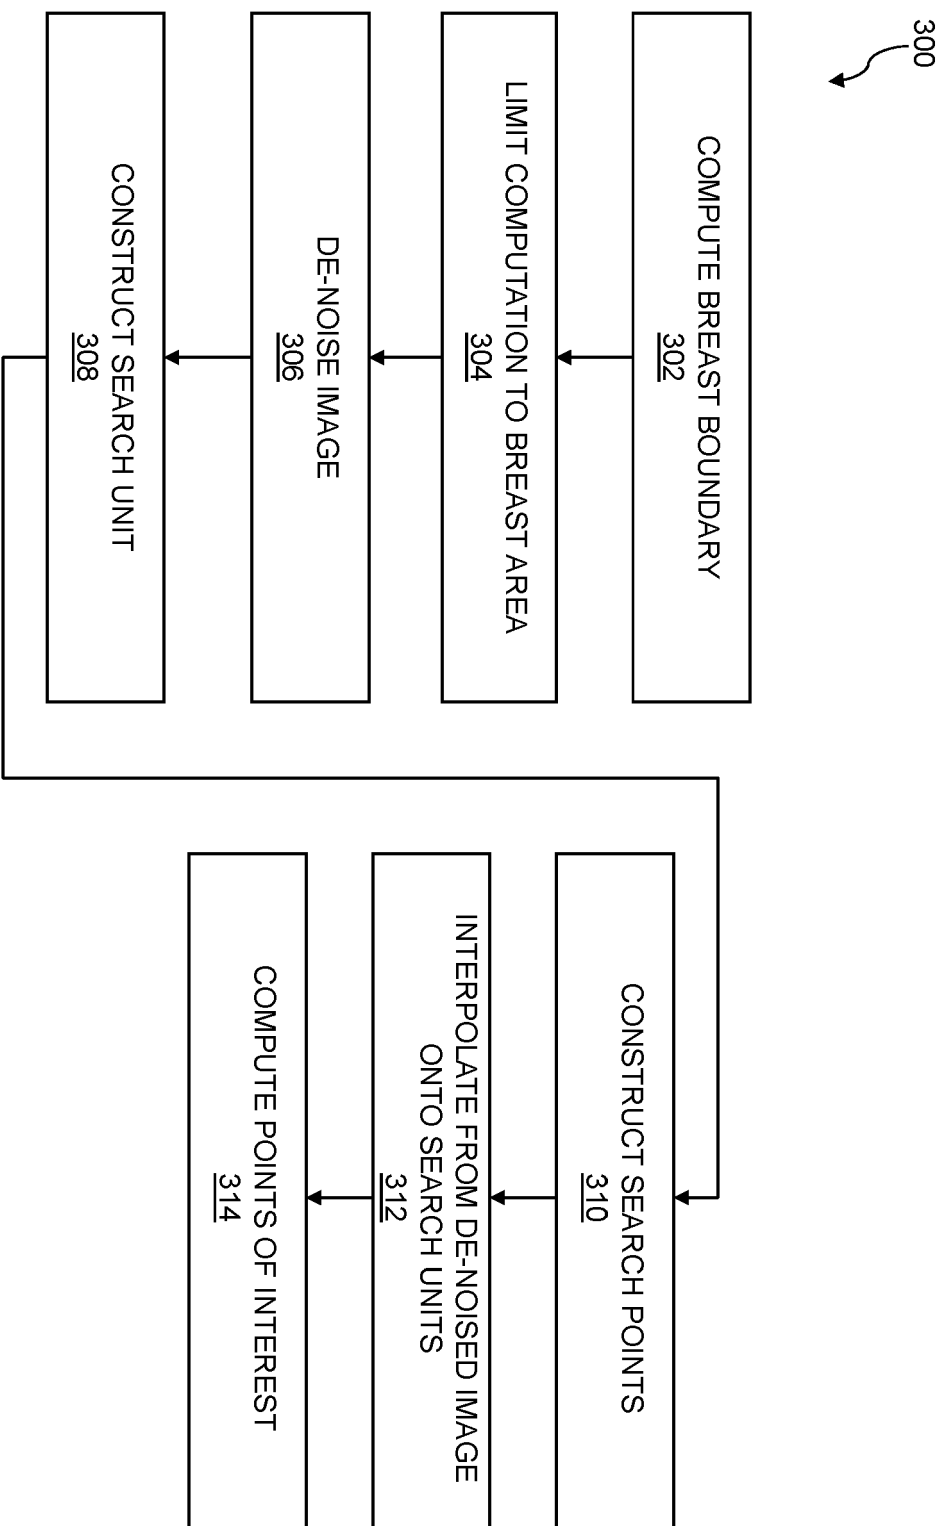 300
COMPUTE BREAST BOUNDARY
302
LIMIT COMPUTATION TO BREAST AREA
304
DE-NOISE IMAGE
306
CONSTRUCT SEARCH UNIT
308
CONSTRUCT SEARCH POINTS
310
INTERPOLATE FROM DE-NOISED IMAGE
ONTO SEARCH UNITS
312
COMPUTE POINTS OF INTEREST
314